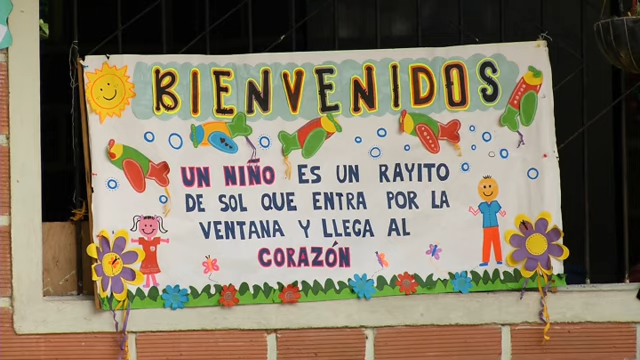 BIENVENIDOS
UN NIÑO ES UN RAYITO
DE SOL QUE ENTRA POR LA
VENTANA Y LLEGA AL
CORAZÓN